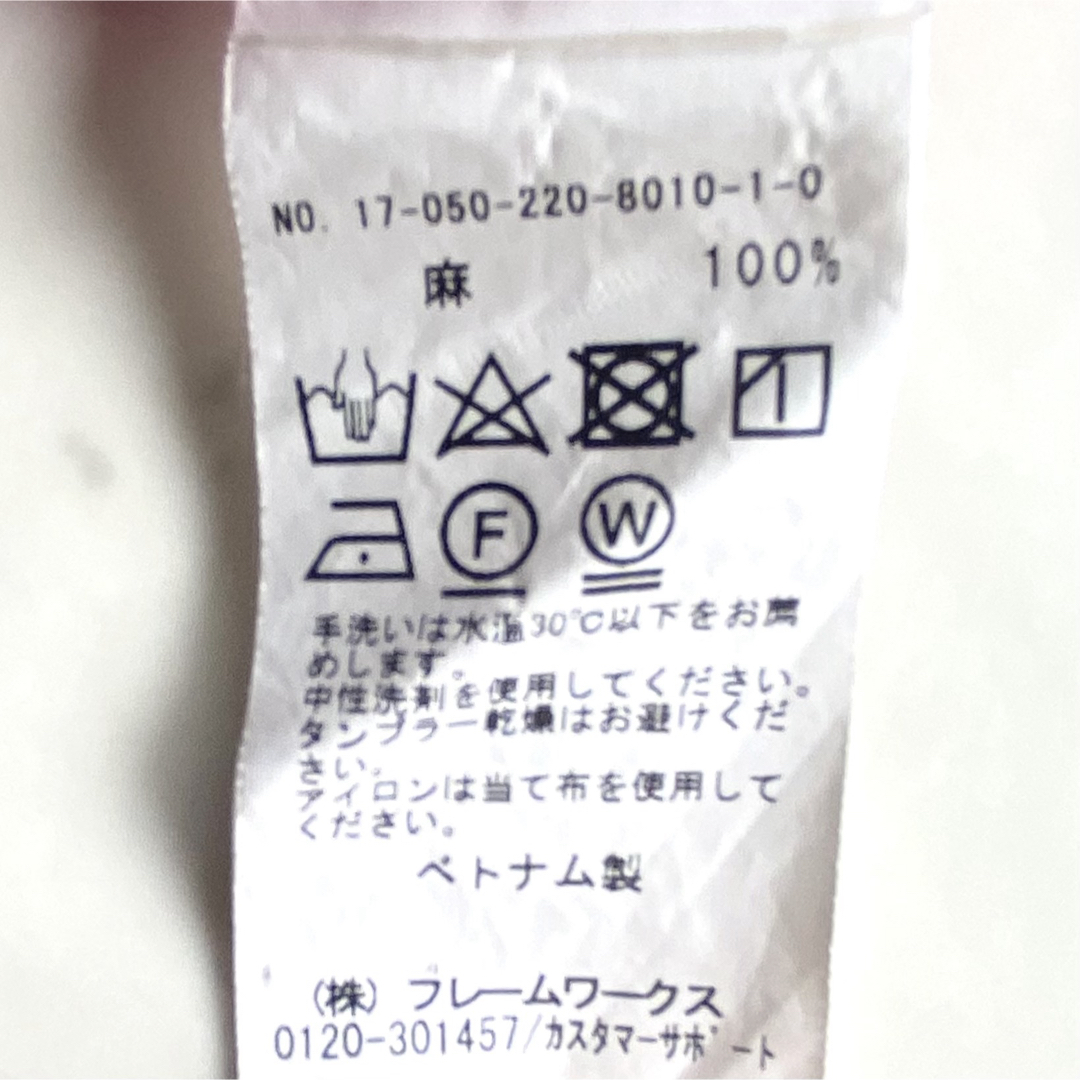 NO. 17-050-220-8010-1-0
麻 100%
F W
手洗いは水温30℃以下をお薦
めします。
中性洗剤を使用してください。
タンブラー乾燥はお避けくだ
さい。
アイロンは当て布を使用して
ください。
ベトナム製
(株) フレームワークス
0120-301457/カスタマーサポート